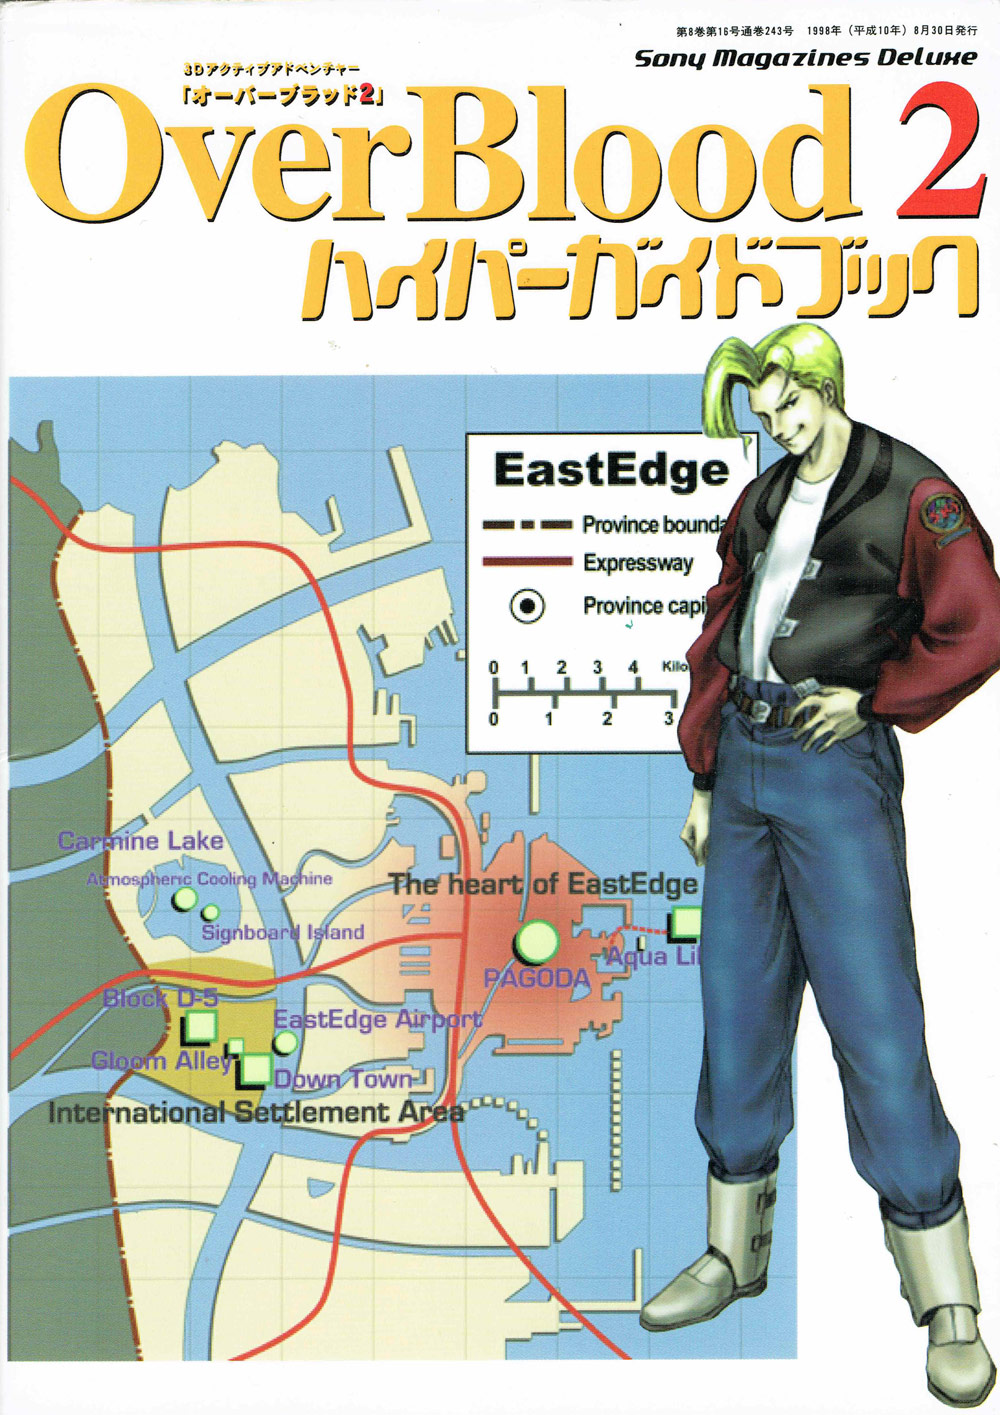 第8巻第16号通巻243号 1998年(平成10年)8月30日発行
Sony Magazines Deluxe
3Dアクティブアドベンチャー
「オーバーブラッド2」
OverBlood 2
ハイパーガイドブック
EastEdge
Province bounda
Expressway
Province capi
0 1 2 3 4 Kilo
0 1 2 3
Carmine Lake
Atmospheric Cooling Machine
Signboard Island
The heart of EastEdge
PAGODA
Aqua Li
Block D-5
EastEdge Airport
Gloom Alley
Down Town
International Settlement Area